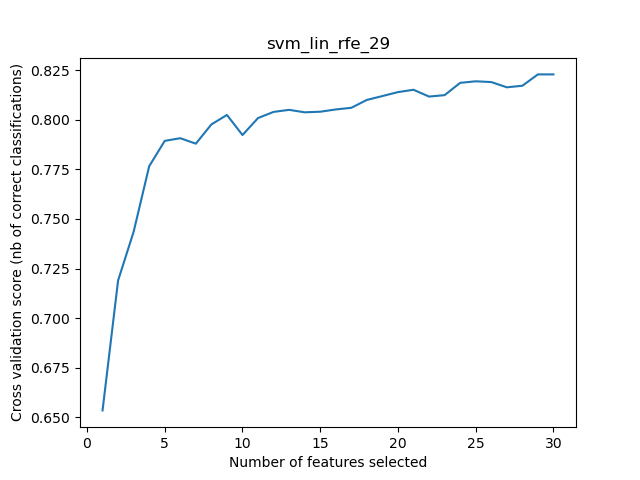 svm_lin_rfe_29
Cross validation score (nb of correct classifications)
0.825
0.800
0.775
0.750
0.725
0.700
0.675
0.650
0 5 10 15 20 25 30
Number of features selected